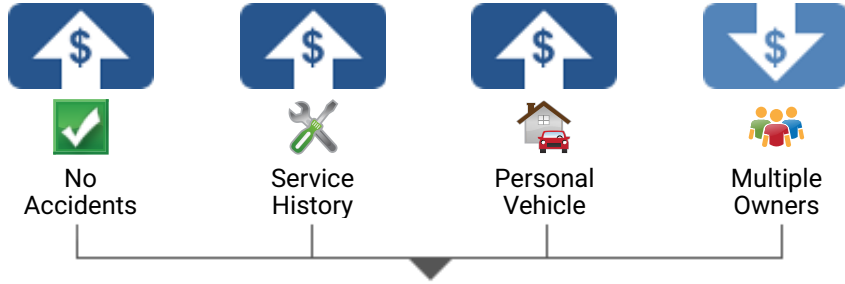 $ $ $ $
No Accidents
Service History
Personal Vehicle
Multiple Owners